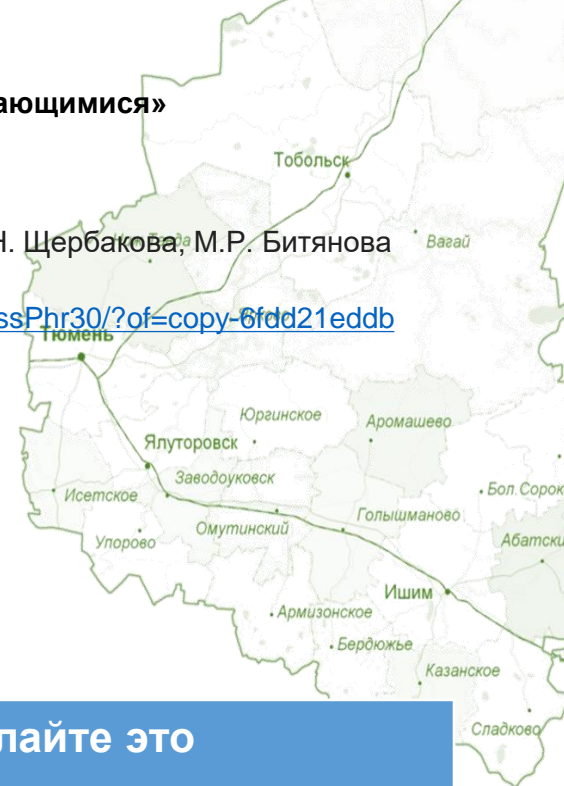 ающимися»
Тобольск
Н. Щербакова, М.Р. Битянова
Вагай
ssPhr30/?of=copy-6fdd21eddb
Тюмень
Юргинское
Аромашево
Ялуторовск
Заводоуковск
Исетское
Бол.Сорок
Голышманово
Омутинский
Упорово
Абатски
Ишим
Армизонское
Бердюжье
Казанское
Сладково
лайте это